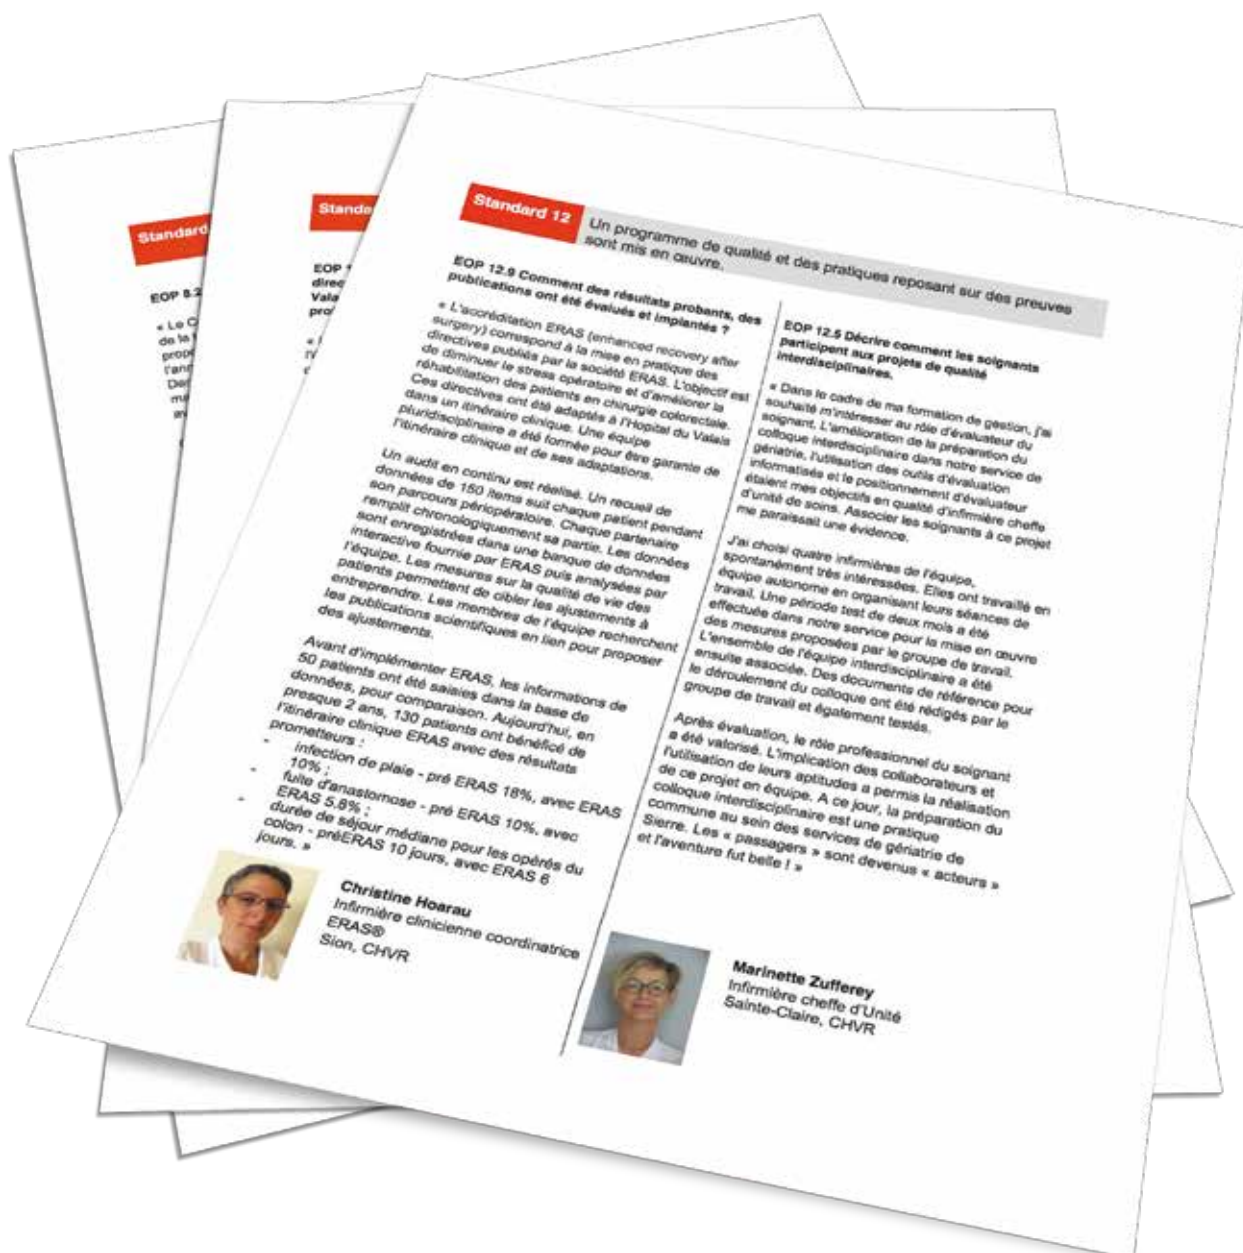 Standard
EOP 8.2
« Le C
de la
l'ann
Standa
EOP 1
direc
Vala
Standard 12
Un programme de qualité et des pratiques reposant sur des preuves
sont mis en œuvre.
EOP 12.9 Comment des résultats probants, des
publications ont été évalués et implantés ?
« L'accréditation ERAS (enhanced recovery after
surgery) correspond à la mise en pratique des
directives publiés par la société ERAS. L'objectif est
de diminuer le stress opératoire et d'améliorer la
réhabilitation des patients en chirurgie colorectale.
Ces directives ont été adaptés à l'Hopital du Valais
dans un itinéraire clinique. Une équipe
pluridisciplinaire a été formée pour être garante de
l'itinéraire clinique et de ses adaptations.
Un audit en continu est réalisé. Un recueil de
données de 150 items suit chaque patient pendant
son parcours périopératoire. Chaque partenaire
remplit chronologiquement sa partie. Les données
sont enregistrées dans une banque de données
interactive fournie par ERAS puis analysées par
l'équipe. Les mesures sur la qualité de vie des
patients permettent de cibler les ajustements à
entreprendre. Les membres de l'équipe recherchent
les publications scientifiques en lien pour proposer
des ajustements.
Avant d'implémenter ERAS, les informations de
50 patients ont été saisies dans la base de
données, pour comparaison. Aujourd'hui, en
presque 2 ans, 130 patients ont bénéficé de
l'itinéraire clinique ERAS avec des résultats
prometteurs :
- infection de plaie - pré ERAS 18%, avec ERAS
10% ;
- fuite d'anastomose - pré ERAS 10%, avec
ERAS 5.8% ;
- durée de séjour médiane pour les opérés du
colon - préERAS 10 jours, avec ERAS 6
jours. »
Christine Hoarau
Infirmière clinicienne coordinatrice
ERAS®
Sion, CHVR
EOP 12.5 Décrire comment les soignants
participent aux projets de qualité
interdisciplinaires.
« Dans le cadre de ma formation de gestion, j'ai
souhaité m'intéresser au rôle d'évaluateur du
soignant. L'amélioration de la préparation du
colloque interdisciplinaire dans notre service de
gériatrie, l'utilisation des outils d'évaluation
informatisés et le positionnement d'évaluateur
étaient mes objectifs en qualité d'infirmière cheffe
d'unité de soins. Associer les soignants à ce projet
me paraissait une évidence.
J'ai choisi quatre infirmières de l'équipe,
spontanément très intéressées. Elles ont travaillé en
équipe autonome en organisant leurs séances de
travail. Une période test de deux mois a été
effectuée dans notre service pour la mise en œuvre
des mesures proposées par le groupe de travail.
L'ensemble de l'équipe interdisciplinaire a été
ensuite associée. Des documents de référence pour
le déroulement du colloque ont été rédigés par le
groupe de travail et également testés.
Après évaluation, le rôle professionnel du soignant
a été valorisé. L'implication des collaborateurs et
l'utilisation de leurs aptitudes a permis la réalisation
de ce projet en équipe. A ce jour, la préparation du
colloque interdisciplinaire est une pratique
commune au sein des services de gériatrie de
Sierre. Les « passagers » sont devenus « acteurs »
et l'aventure fut belle ! »
Marinette Zufferey
Infirmière cheffe d'Unité
Sainte-Claire, CHVR